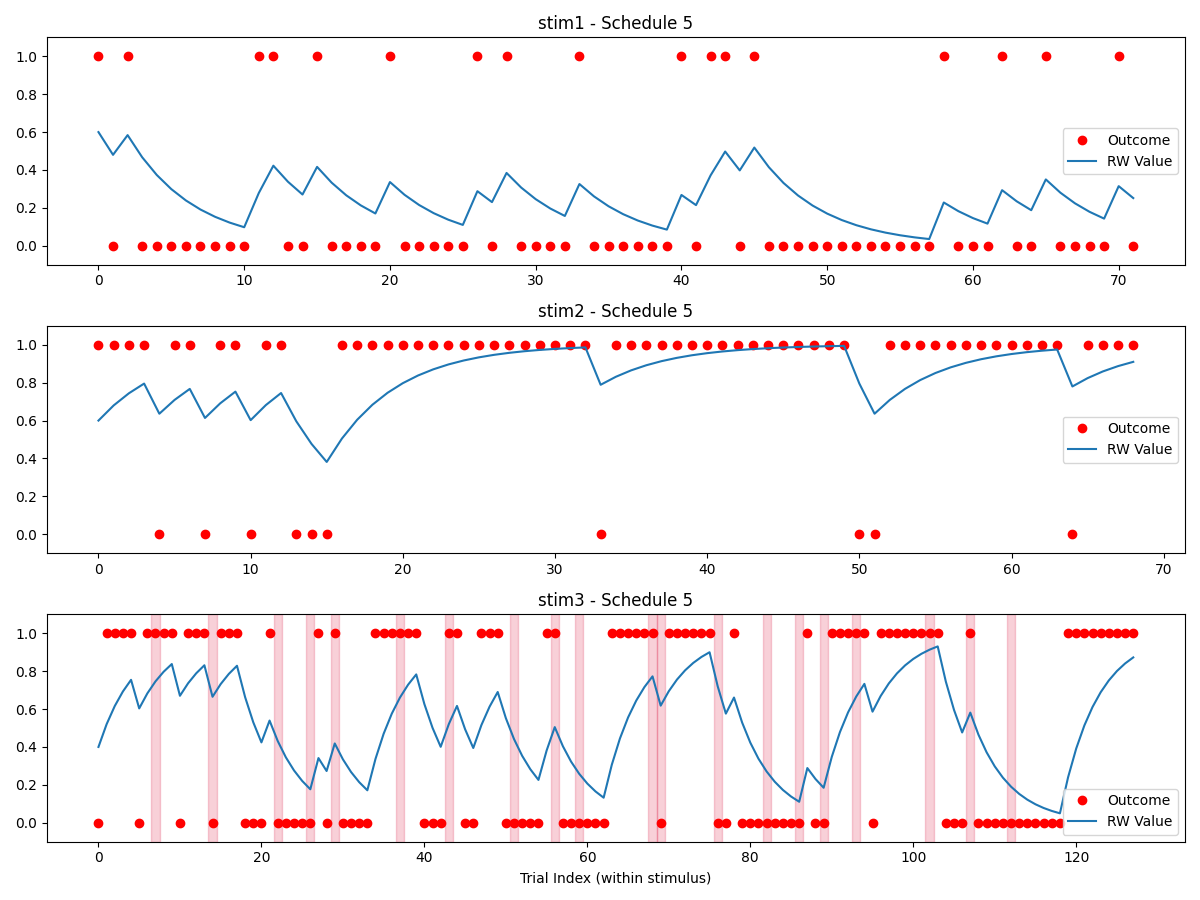 stim1 - Schedule 5
1.0
0.8
0.6
0.4
0.2
0.0
Outcome
RW Value
0 10 20 30 40 50 60 70
stim2 - Schedule 5
1.0
0.8
0.6
0.4
0.2
0.0
Outcome
RW Value
0 10 20 30 40 50 60 70
stim3 - Schedule 5
1.0
0.8
0.6
0.4
0.2
0.0
Outcome
RW Value
0 20 40 60 80 100 120
Trial Index (within stimulus)